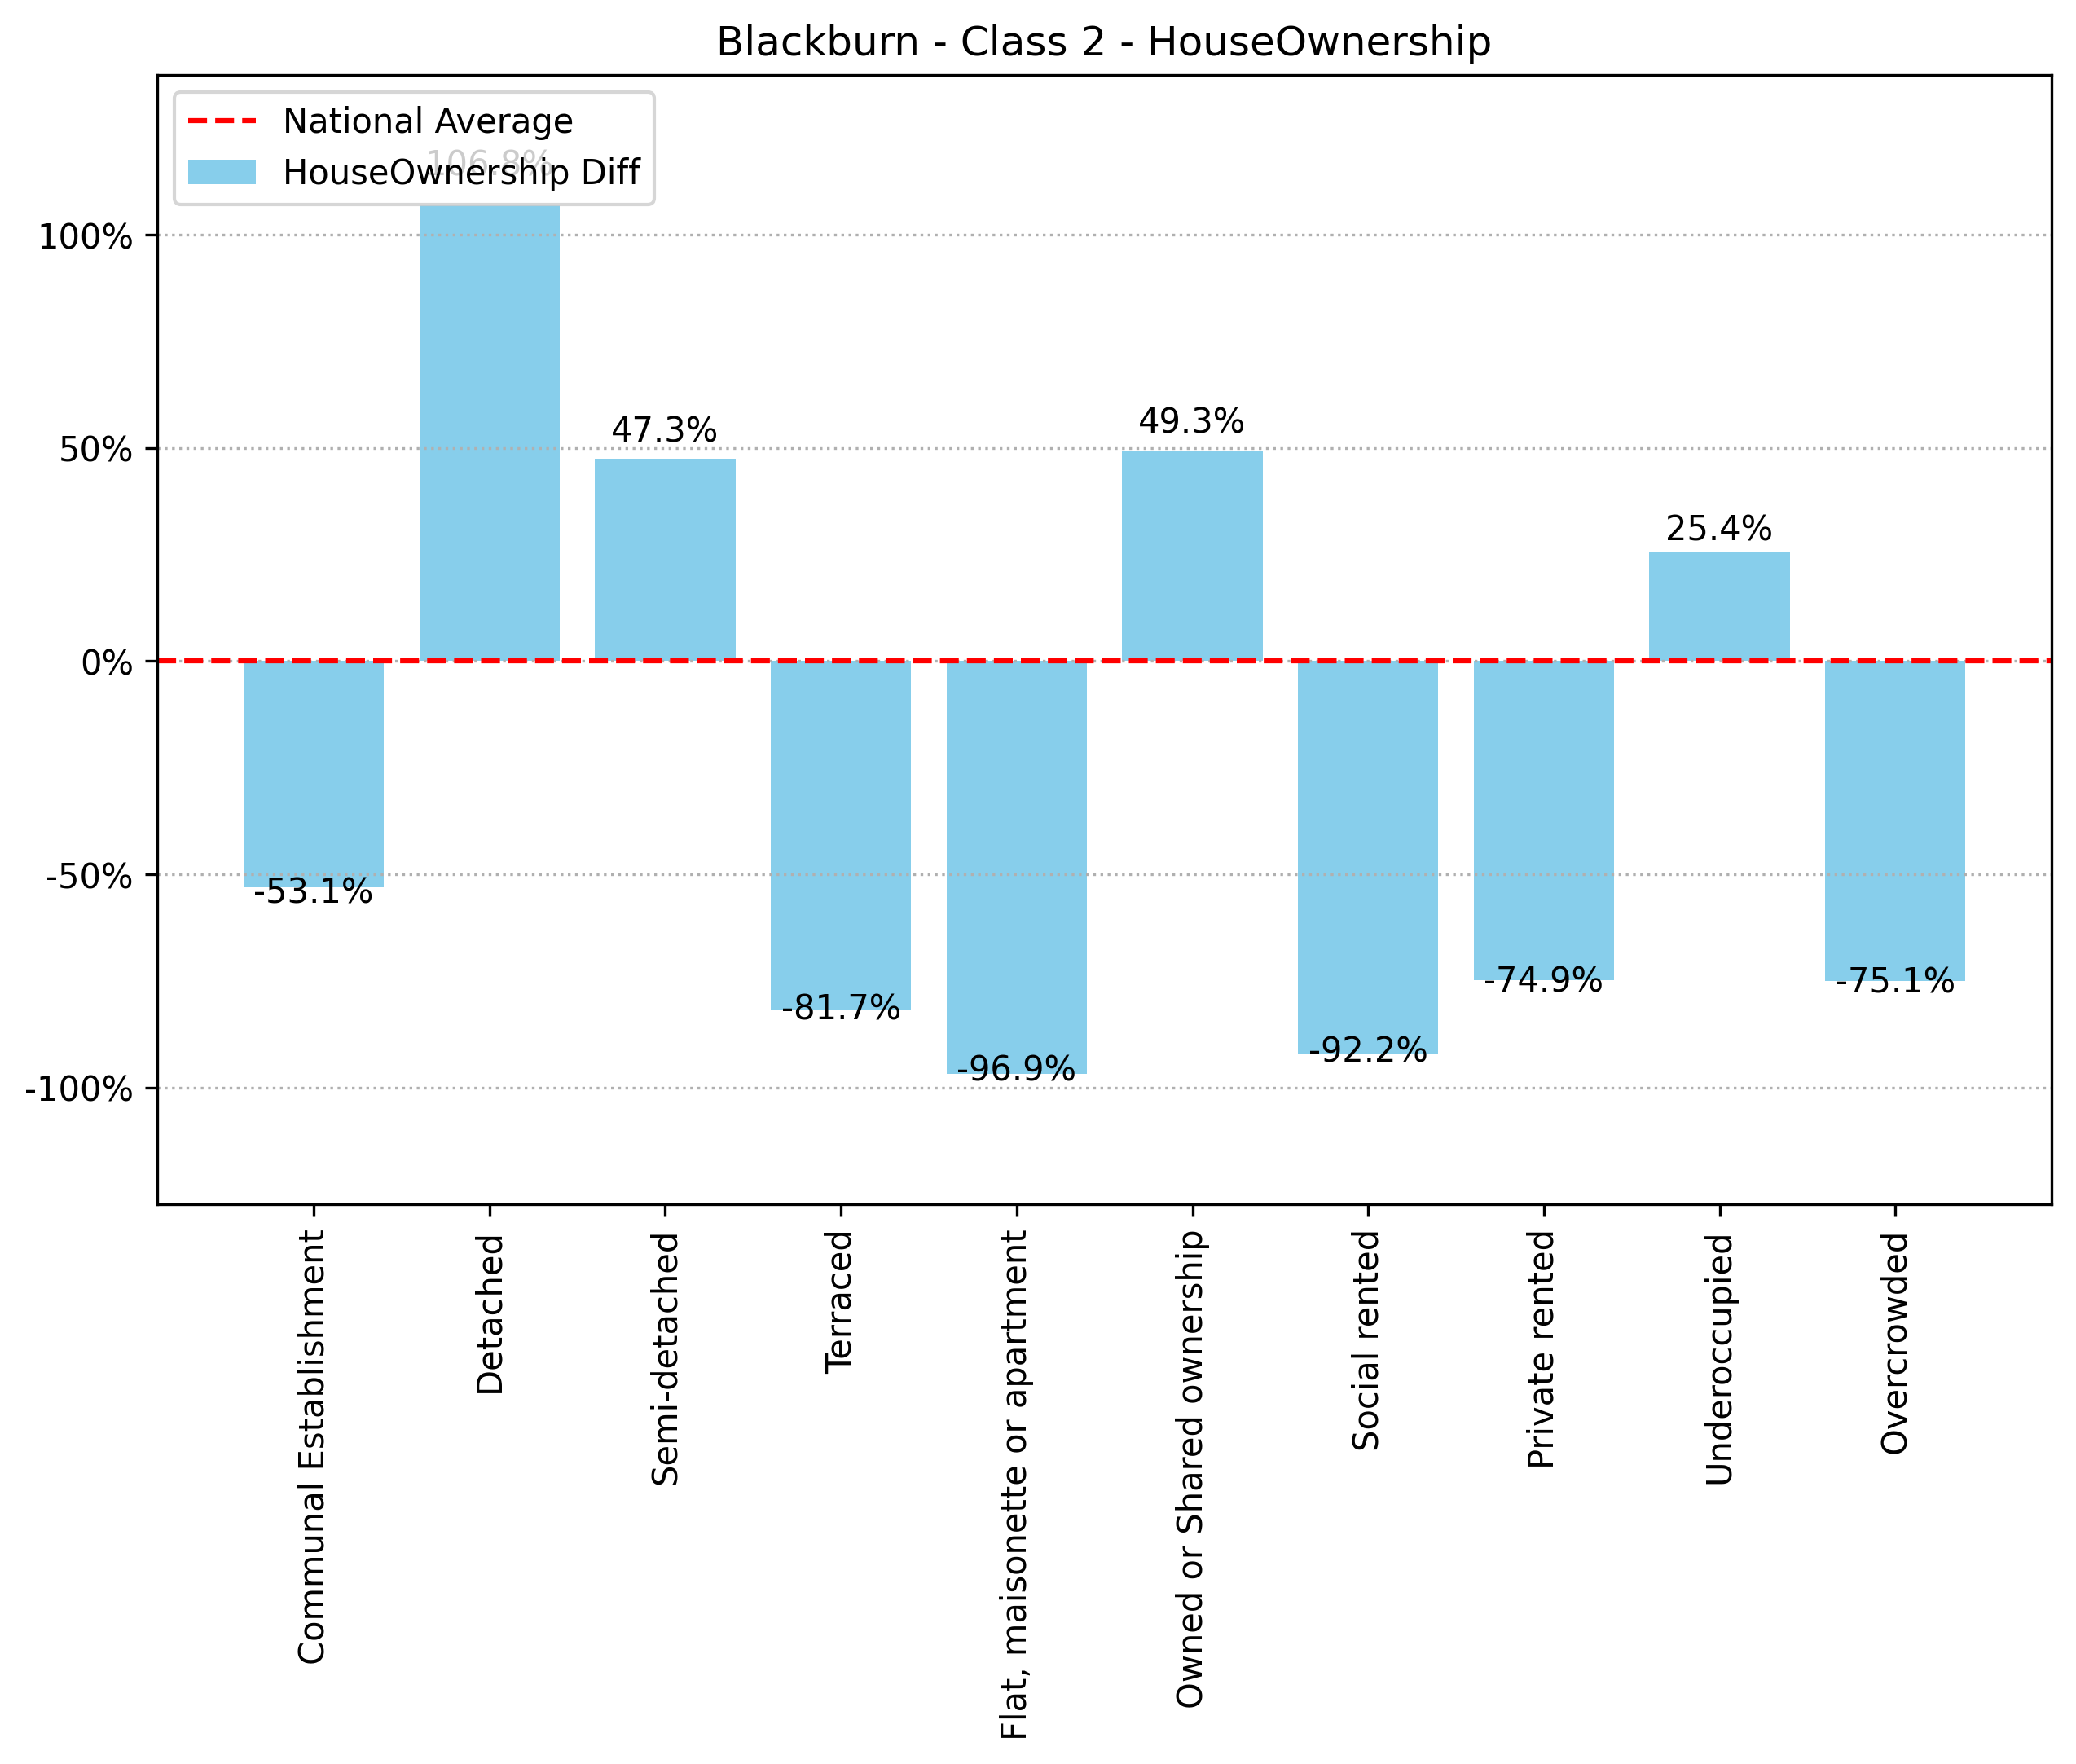 Blackburn - Class 2 - HouseOwnership
National Average
HouseOwnership Diff
106.8%
100%
50%
0%
-50%
-100%
-53.1%
47.3%
-81.7%
-96.9%
49.3%
-92.2%
-74.9%
25.4%
-75.1%
Communal Establishment
Detached
Semi-detached
Terraced
Flat, maisonette or apartment
Owned or Shared ownership
Social rented
Private rented
Underoccupied
Overcrowded